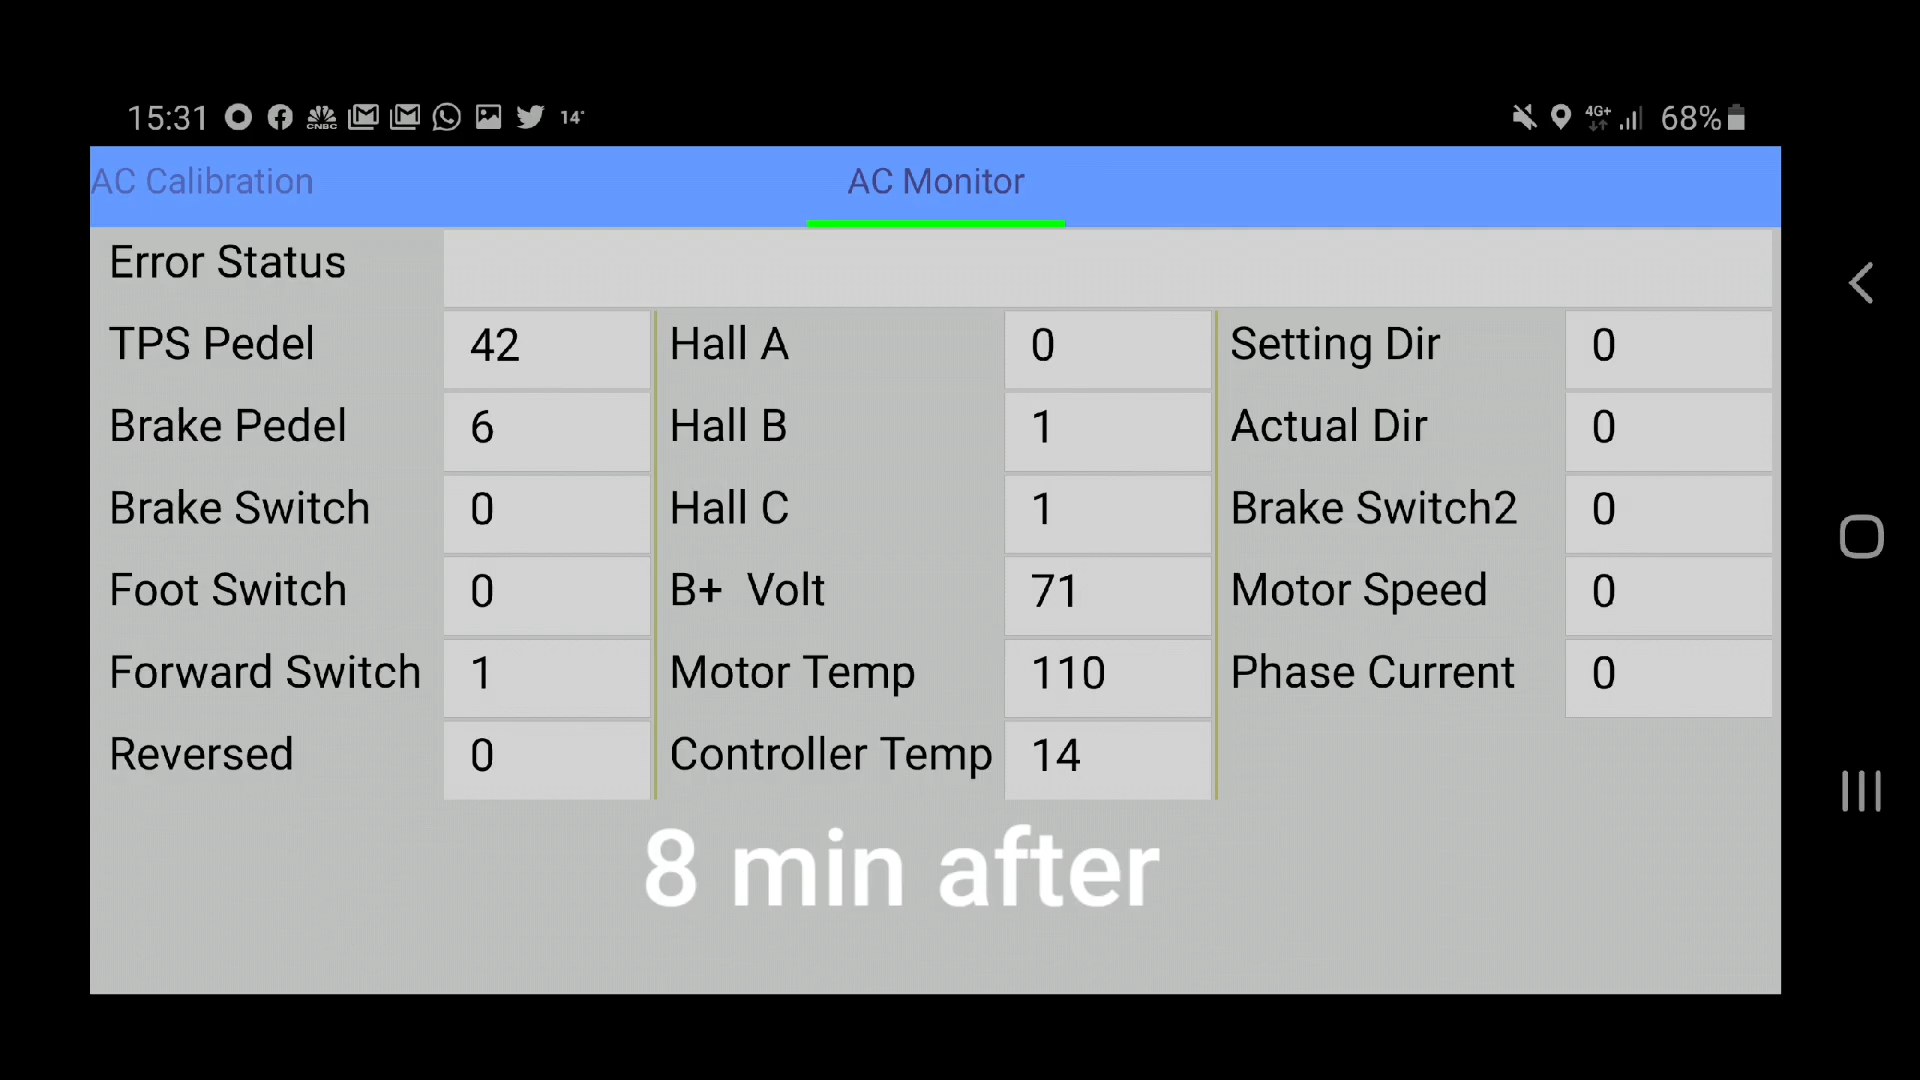 15:31 CNBC 14° 4G+ 68%
AC Calibration AC Monitor
Error Status
TPS Pedel 42 Hall A 0 Setting Dir 0
Brake Pedel 6 Hall B 1 Actual Dir 0
Brake Switch 0 Hall C 1 Brake Switch2 0
Foot Switch 0 B+ Volt 71 Motor Speed 0
Forward Switch 1 Motor Temp 110 Phase Current 0
Reversed 0 Controller Temp 14
8 min after